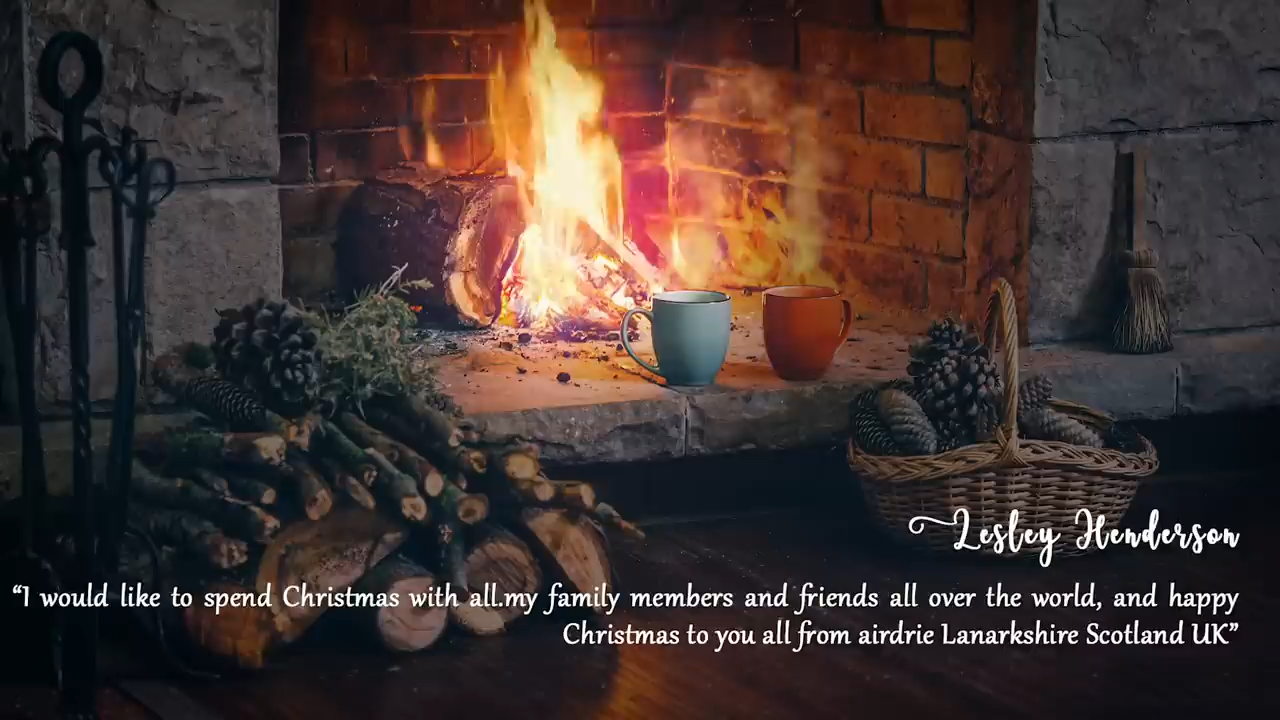 Lesley Henderson
“I would like to spend Christmas with all.my family members and friends all over the world, and happy
Christmas to you all from airdrie Lanarkshire Scotland UK”